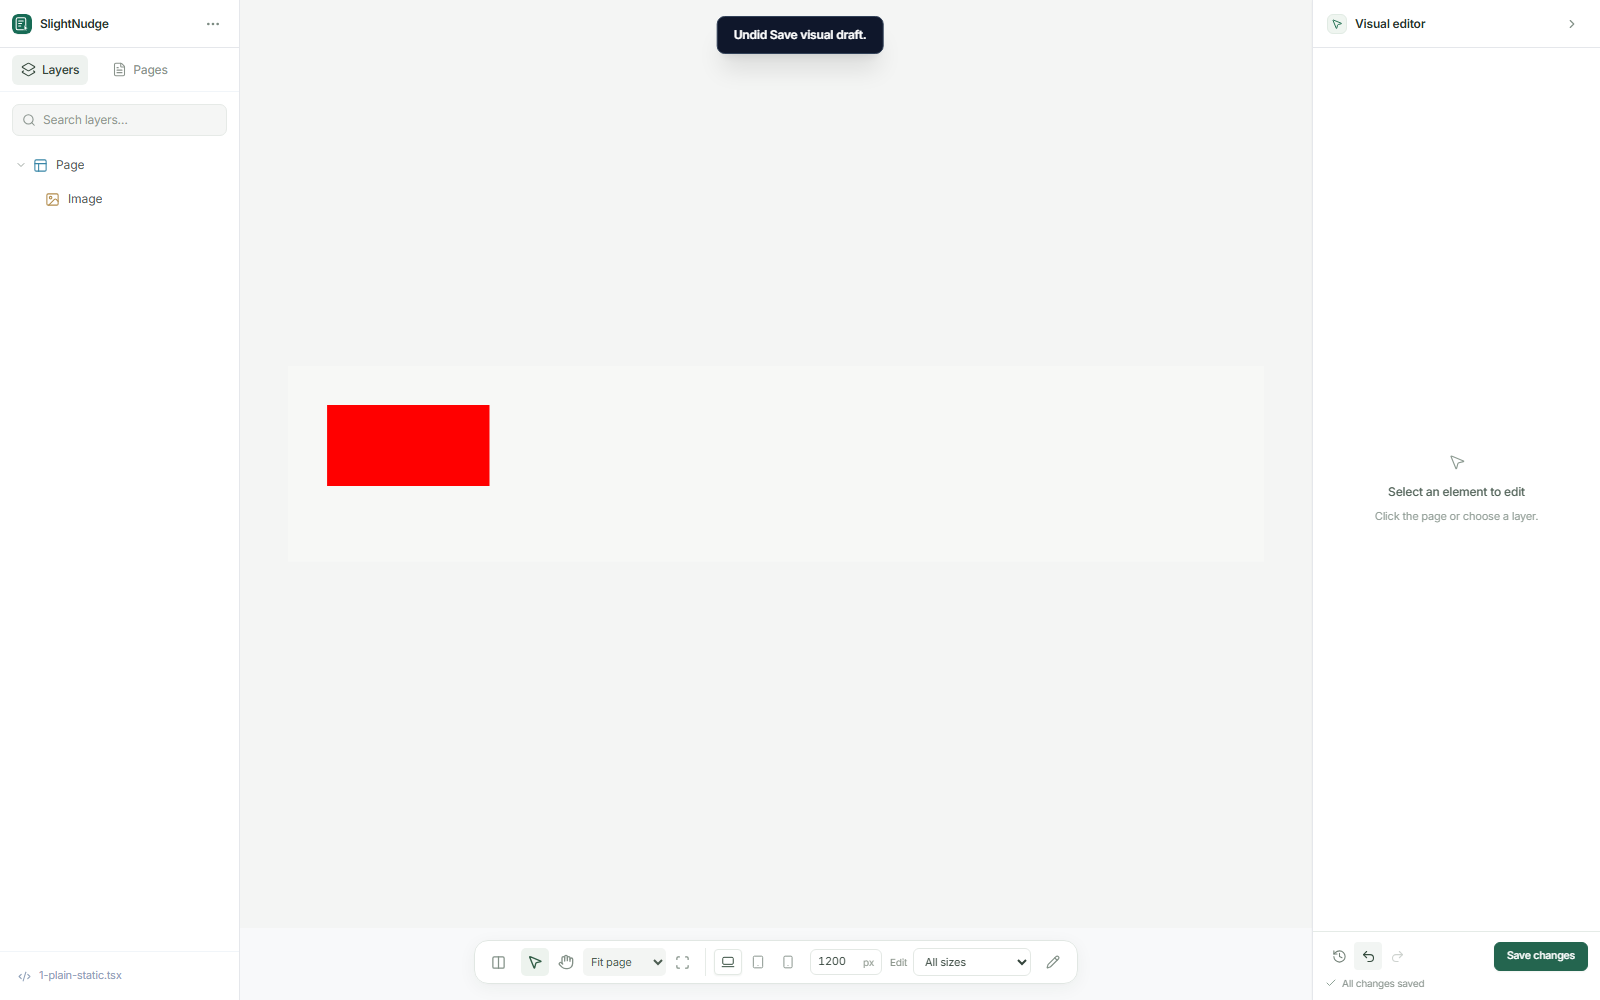 SlightNudge
Layers
Pages
Search layers...
Page
Image
1-plain-static.tsx
Undid Save visual draft.
Fit page
1200 px
Edit
All sizes
Visual editor
Select an element to edit
Click the page or choose a layer.
Save changes
All changes saved